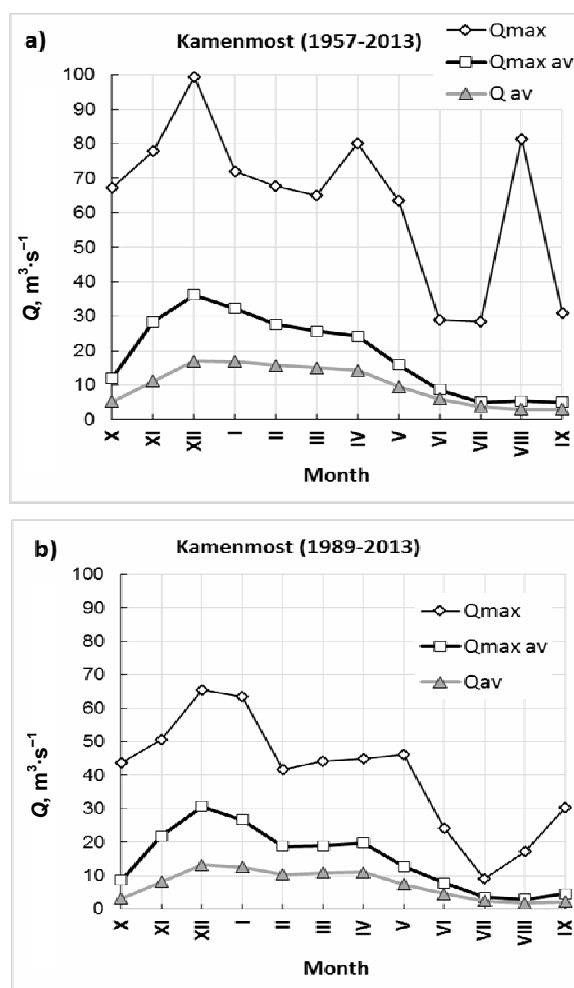 a)
Kamenmost (1957-2013)
Qmax
Qmax av
Q av
100
90
80
70
60
50
40
30
20
10
0
Q, m³·s⁻¹
X XI XII I II III IV V VI VII VIII IX
Month
b)
Kamenmost (1989-2013)
Qmax
Qmax av
Qav
100
90
80
70
60
50
40
30
20
10
0
Q, m³·s⁻¹
X XI XII I II III IV V VI VII VIII IX
Month